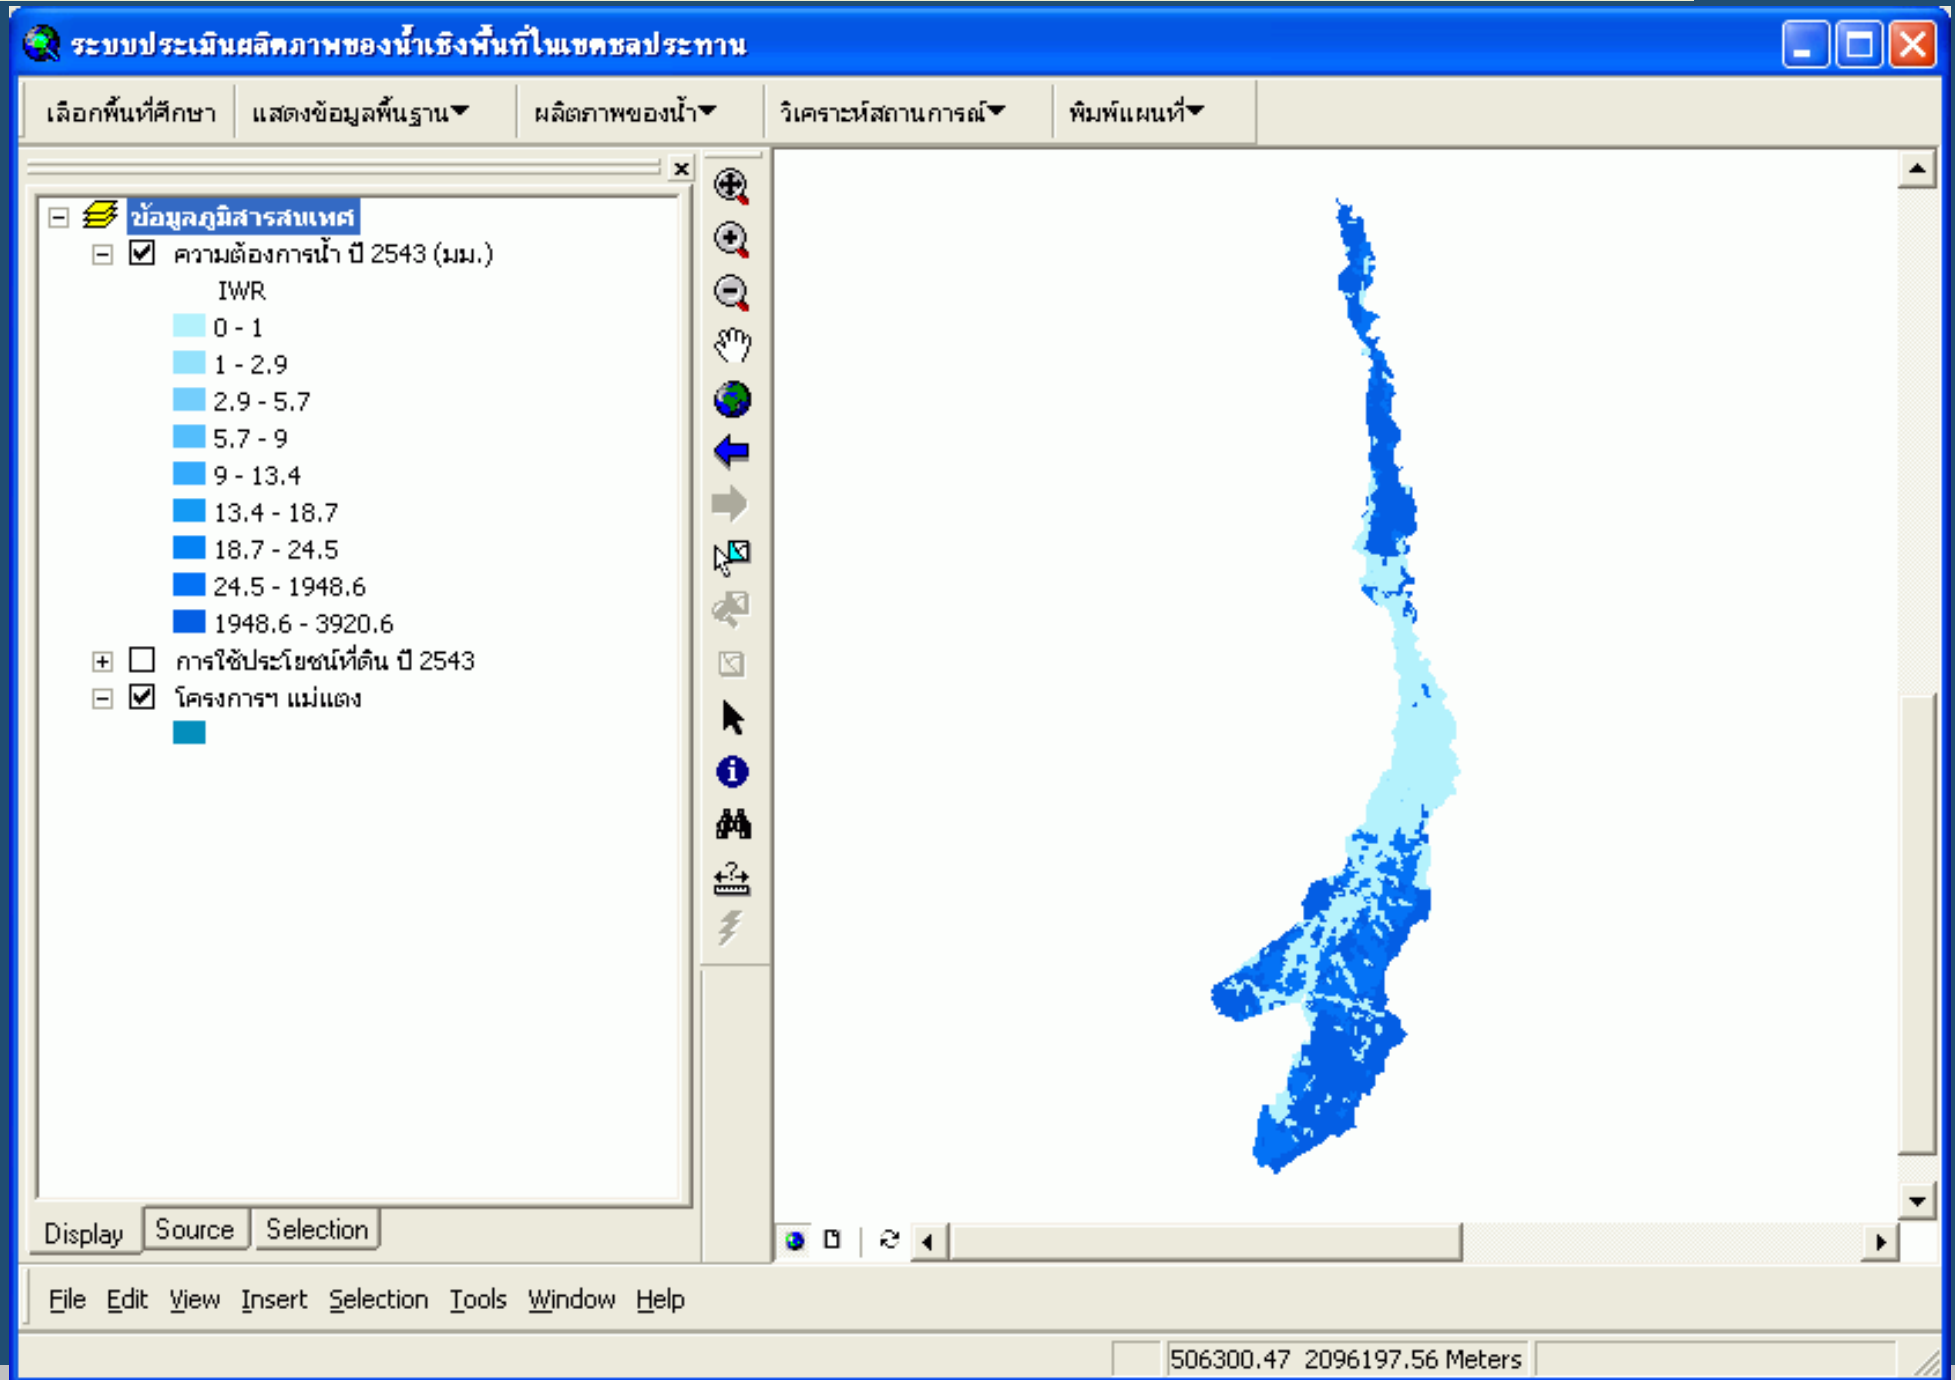 ระบบประเมินผลิตภาพของน้ำเชิงพื้นที่ในเขตชลประทาน
เลือกพื้นที่ศึกษา แสดงข้อมูลพื้นฐาน ผลิตภาพของน้ำ วิเคราะห์สถานการณ์ พิมพ์แผนที่
ข้อมูลภูมิสารสนเทศ
ความต้องการน้ำ ปี 2543 (มม.)
IWR
0 - 1
1 - 2.9
2.9 - 5.7
5.7 - 9
9 - 13.4
13.4 - 18.7
18.7 - 24.5
24.5 - 1948.6
1948.6 - 3920.6
การใช้ประโยชน์ที่ดิน ปี 2543
โครงการฯ แม่แตง
Display Source Selection
File Edit View Insert Selection Tools Window Help
506300.47 2096197.56 Meters